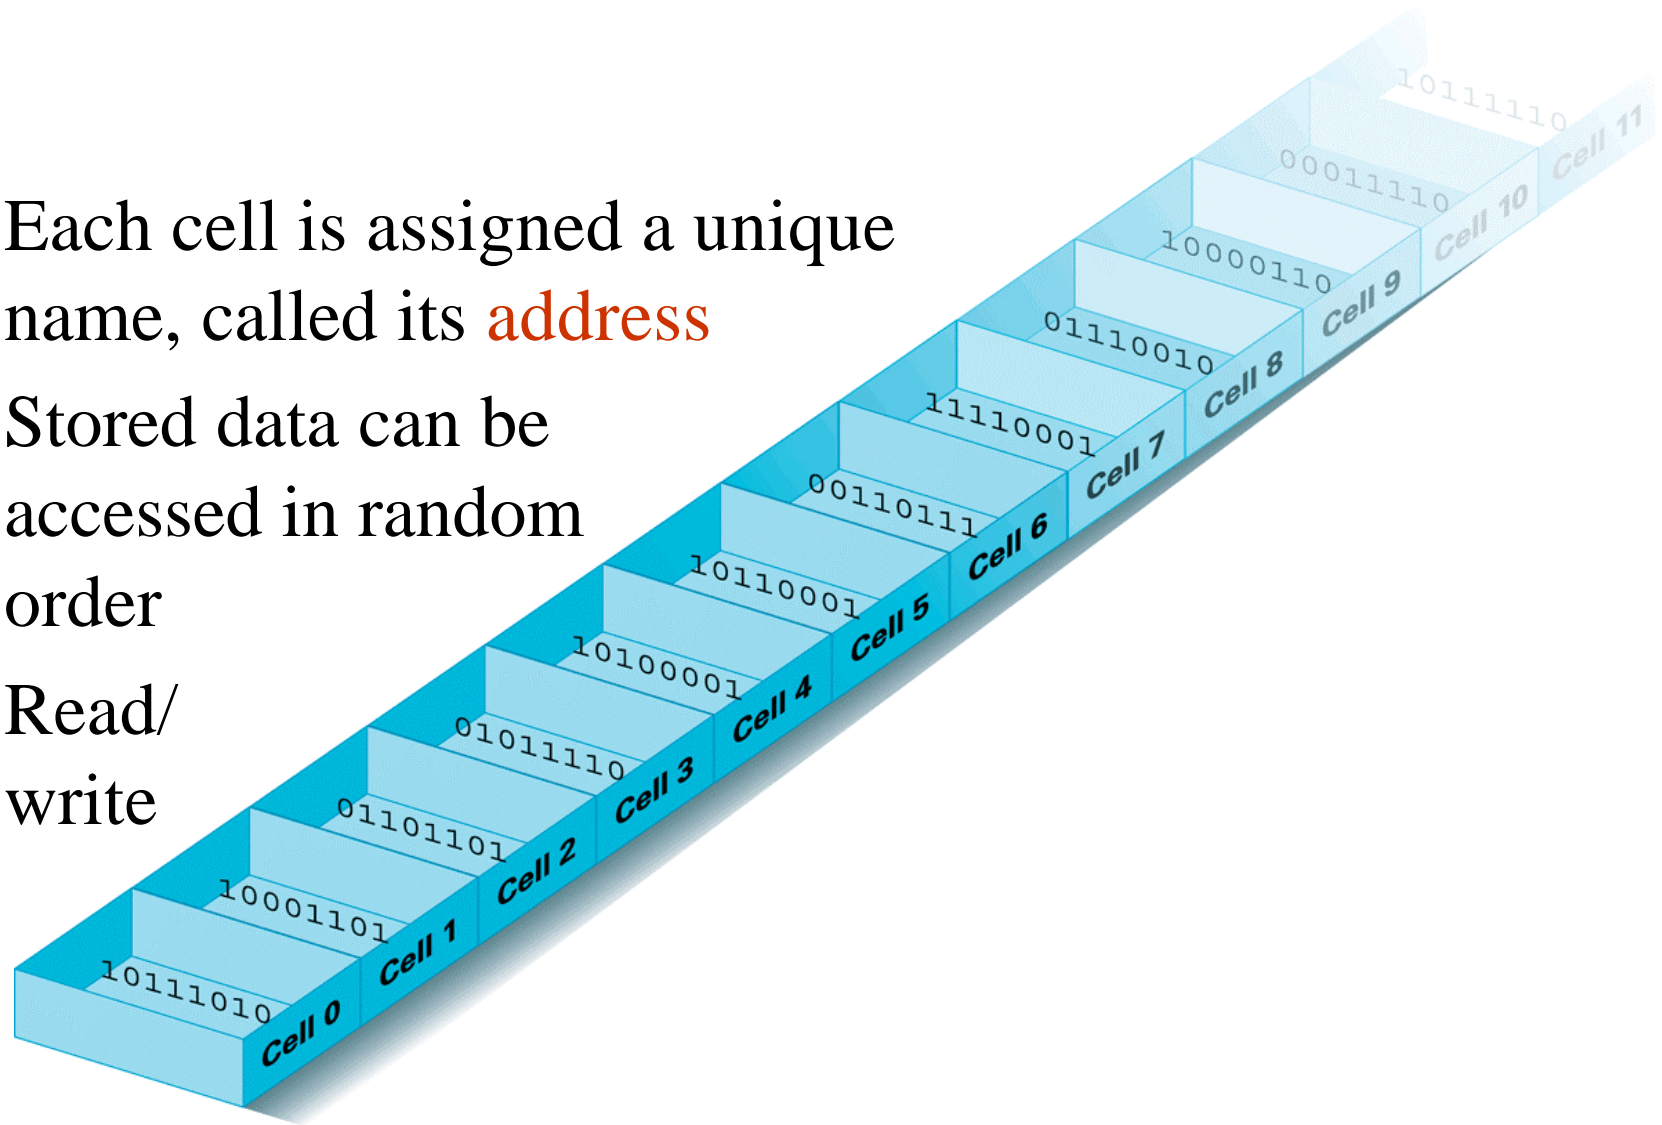 Each cell is assigned a unique
name, called its address
Stored data can be
accessed in random
order
Read/
write
10111110
Cell 11
00011110
Cell 10
10000110
Cell 9
01110010
Cell 8
11110001
Cell 7
00110111
Cell 6
10110001
Cell 5
10100001
Cell 4
01011110
Cell 3
01101101
Cell 2
10001101
Cell 1
10111010
Cell 0